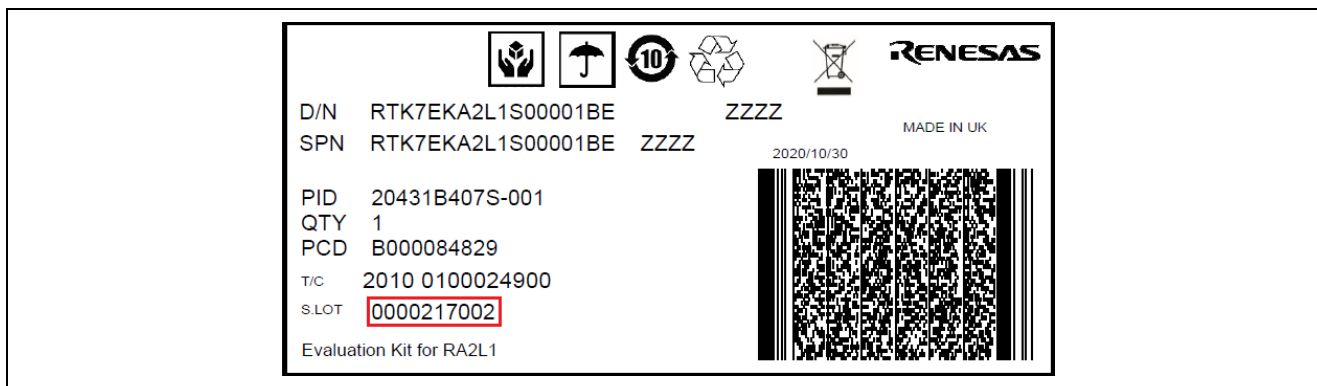 10
RENESAS
D/N RTK7EKA2L1S00001BE ZZZZ
MADE IN UK
SPN RTK7EKA2L1S00001BE ZZZZ
2020/10/30
PID 20431B407S-001
QTY 1
PCD B000084829
T/C 2010 0100024900
S.LOT 0000217002
Evaluation Kit for RA2L1